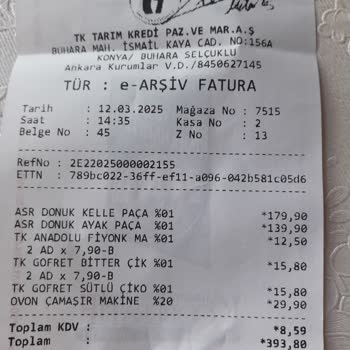 TK TARIM KREDİ PAZ.VE MAR.A.Ş
BUHARA MAH. İSMAİL KAYA CAD. NO:156A
KONYA/ BUHARA SELÇUKLU
Ankara Kurumlar V.D./8450627145
TÜR : e-ARŞİV FATURA
Tarih : 12.03.2025 Mağaza No : 7515
Saat : 14:35 Kasa No : 2
Belge No : 45 Z No : 13
RefNo : 2E22025000002155
ETTN : 789bc022-36ff-ef11-a096-042b581c05d6
ASR DONUK KELLE PAÇA %01 *179,90
ASR DONUK AYAK PAÇA %01 *139,90
TK ANADOLU FİYONK MA %01 *12,50
2 AD x 7,90-B
TK GOFRET BITTER ÇİK %01 *15,80
2 AD x 7,90-B
TK GOFRET SÜTLÜ ÇİKO %01 *15,80
OVON ÇAMAŞIR MAKİNE %20 *29,90
Toplam KDV : *8,59
Toplam : *393,80